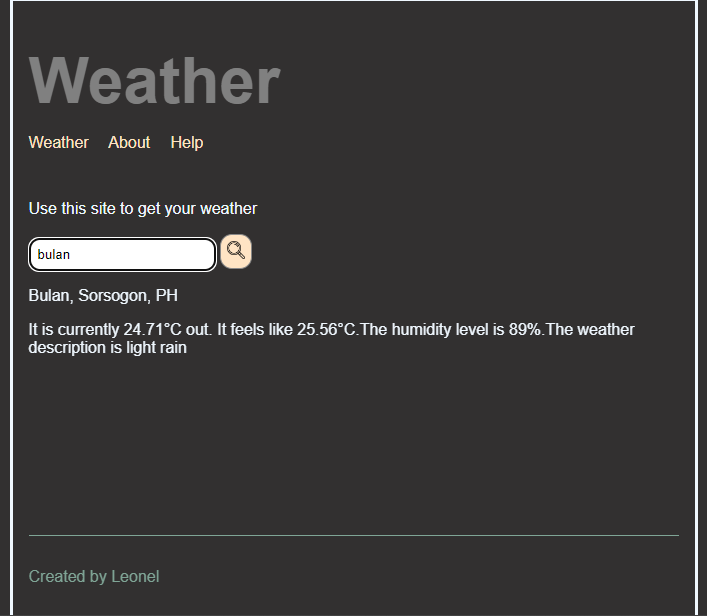 Weather
Weather About Help
Use this site to get your weather
bulan
Bulan, Sorsogon, PH
It is currently 24.71°C out. It feels like 25.56°C.The humidity level is 89%.The weather
description is light rain
Created by Leonel